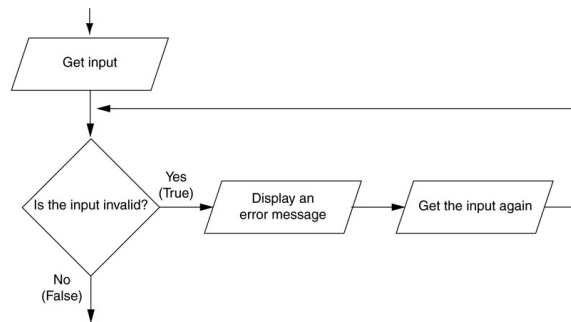 Get input
Is the input invalid?
Yes
(True)
Display an
error message
Get the input again
No
(False)